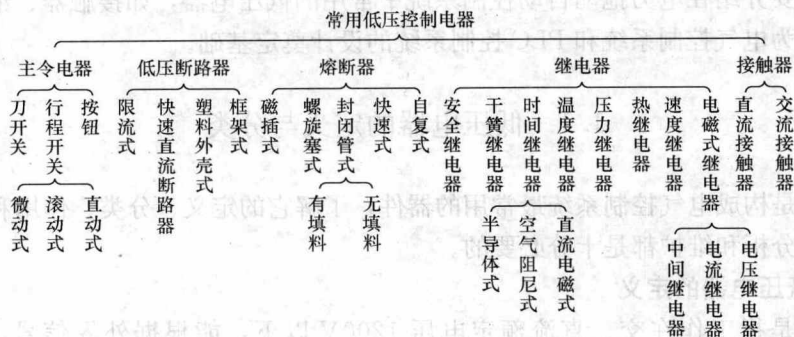 常用低压控制电器
主令电器
低压断路器
熔断器
继电器
接触器
刀开关
行程开关
按钮
限流式
快速直流断路器
塑料外壳式
框架式
磁插式
螺旋塞式
封闭管式
快速式
自复式
安全继电器
干簧继电器
时间继电器
温度继电器
压力继电器
热继电器
速度继电器
电磁式继电器
直流接触器
交流接触器
微动式
滚动式
直动式
有填料
无填料
半导体式
空气阻尼式
直流电磁式
中间继电器
电流继电器
电压继电器